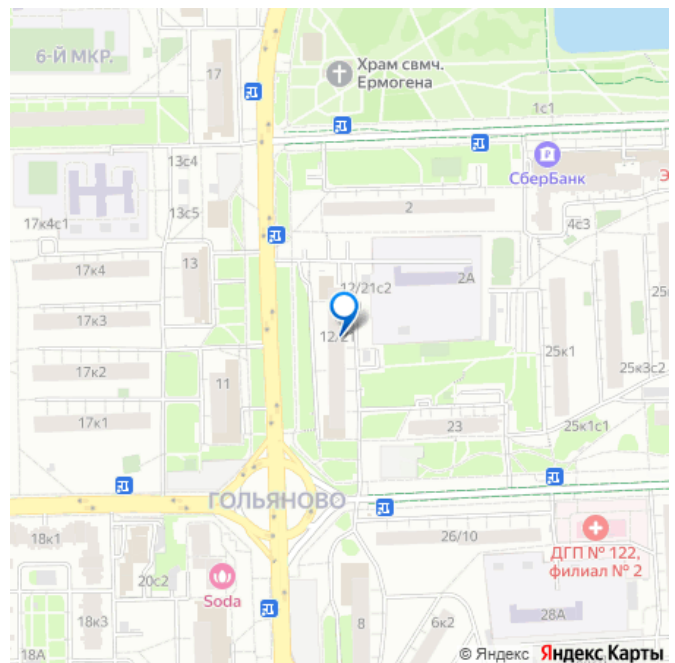 6-Й МКР.
17
Храм свмч.
Ермогена
1с1
13с4
СберБанк
Э
17к4с1
13с5
2
4с3
17к4
13
2А
12/21с2
25
17к3
12/21
25к1
17к2
11
25к3с2
17к1
23
25к1с1
ГОЛЬЯНОВО
18к1
26/10
ДГП № 122,
филиал № 2
20с2
Soda
18к3
8
6к2
28А
18А
© Яндекс Яндекс Карты